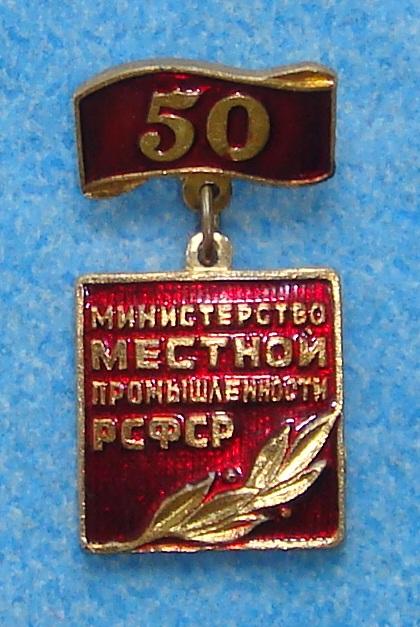 50
МИНИСТЕРСТВО
МЕСТНОЙ
ПРОМЫШЛЕННОСТИ
РСФСР